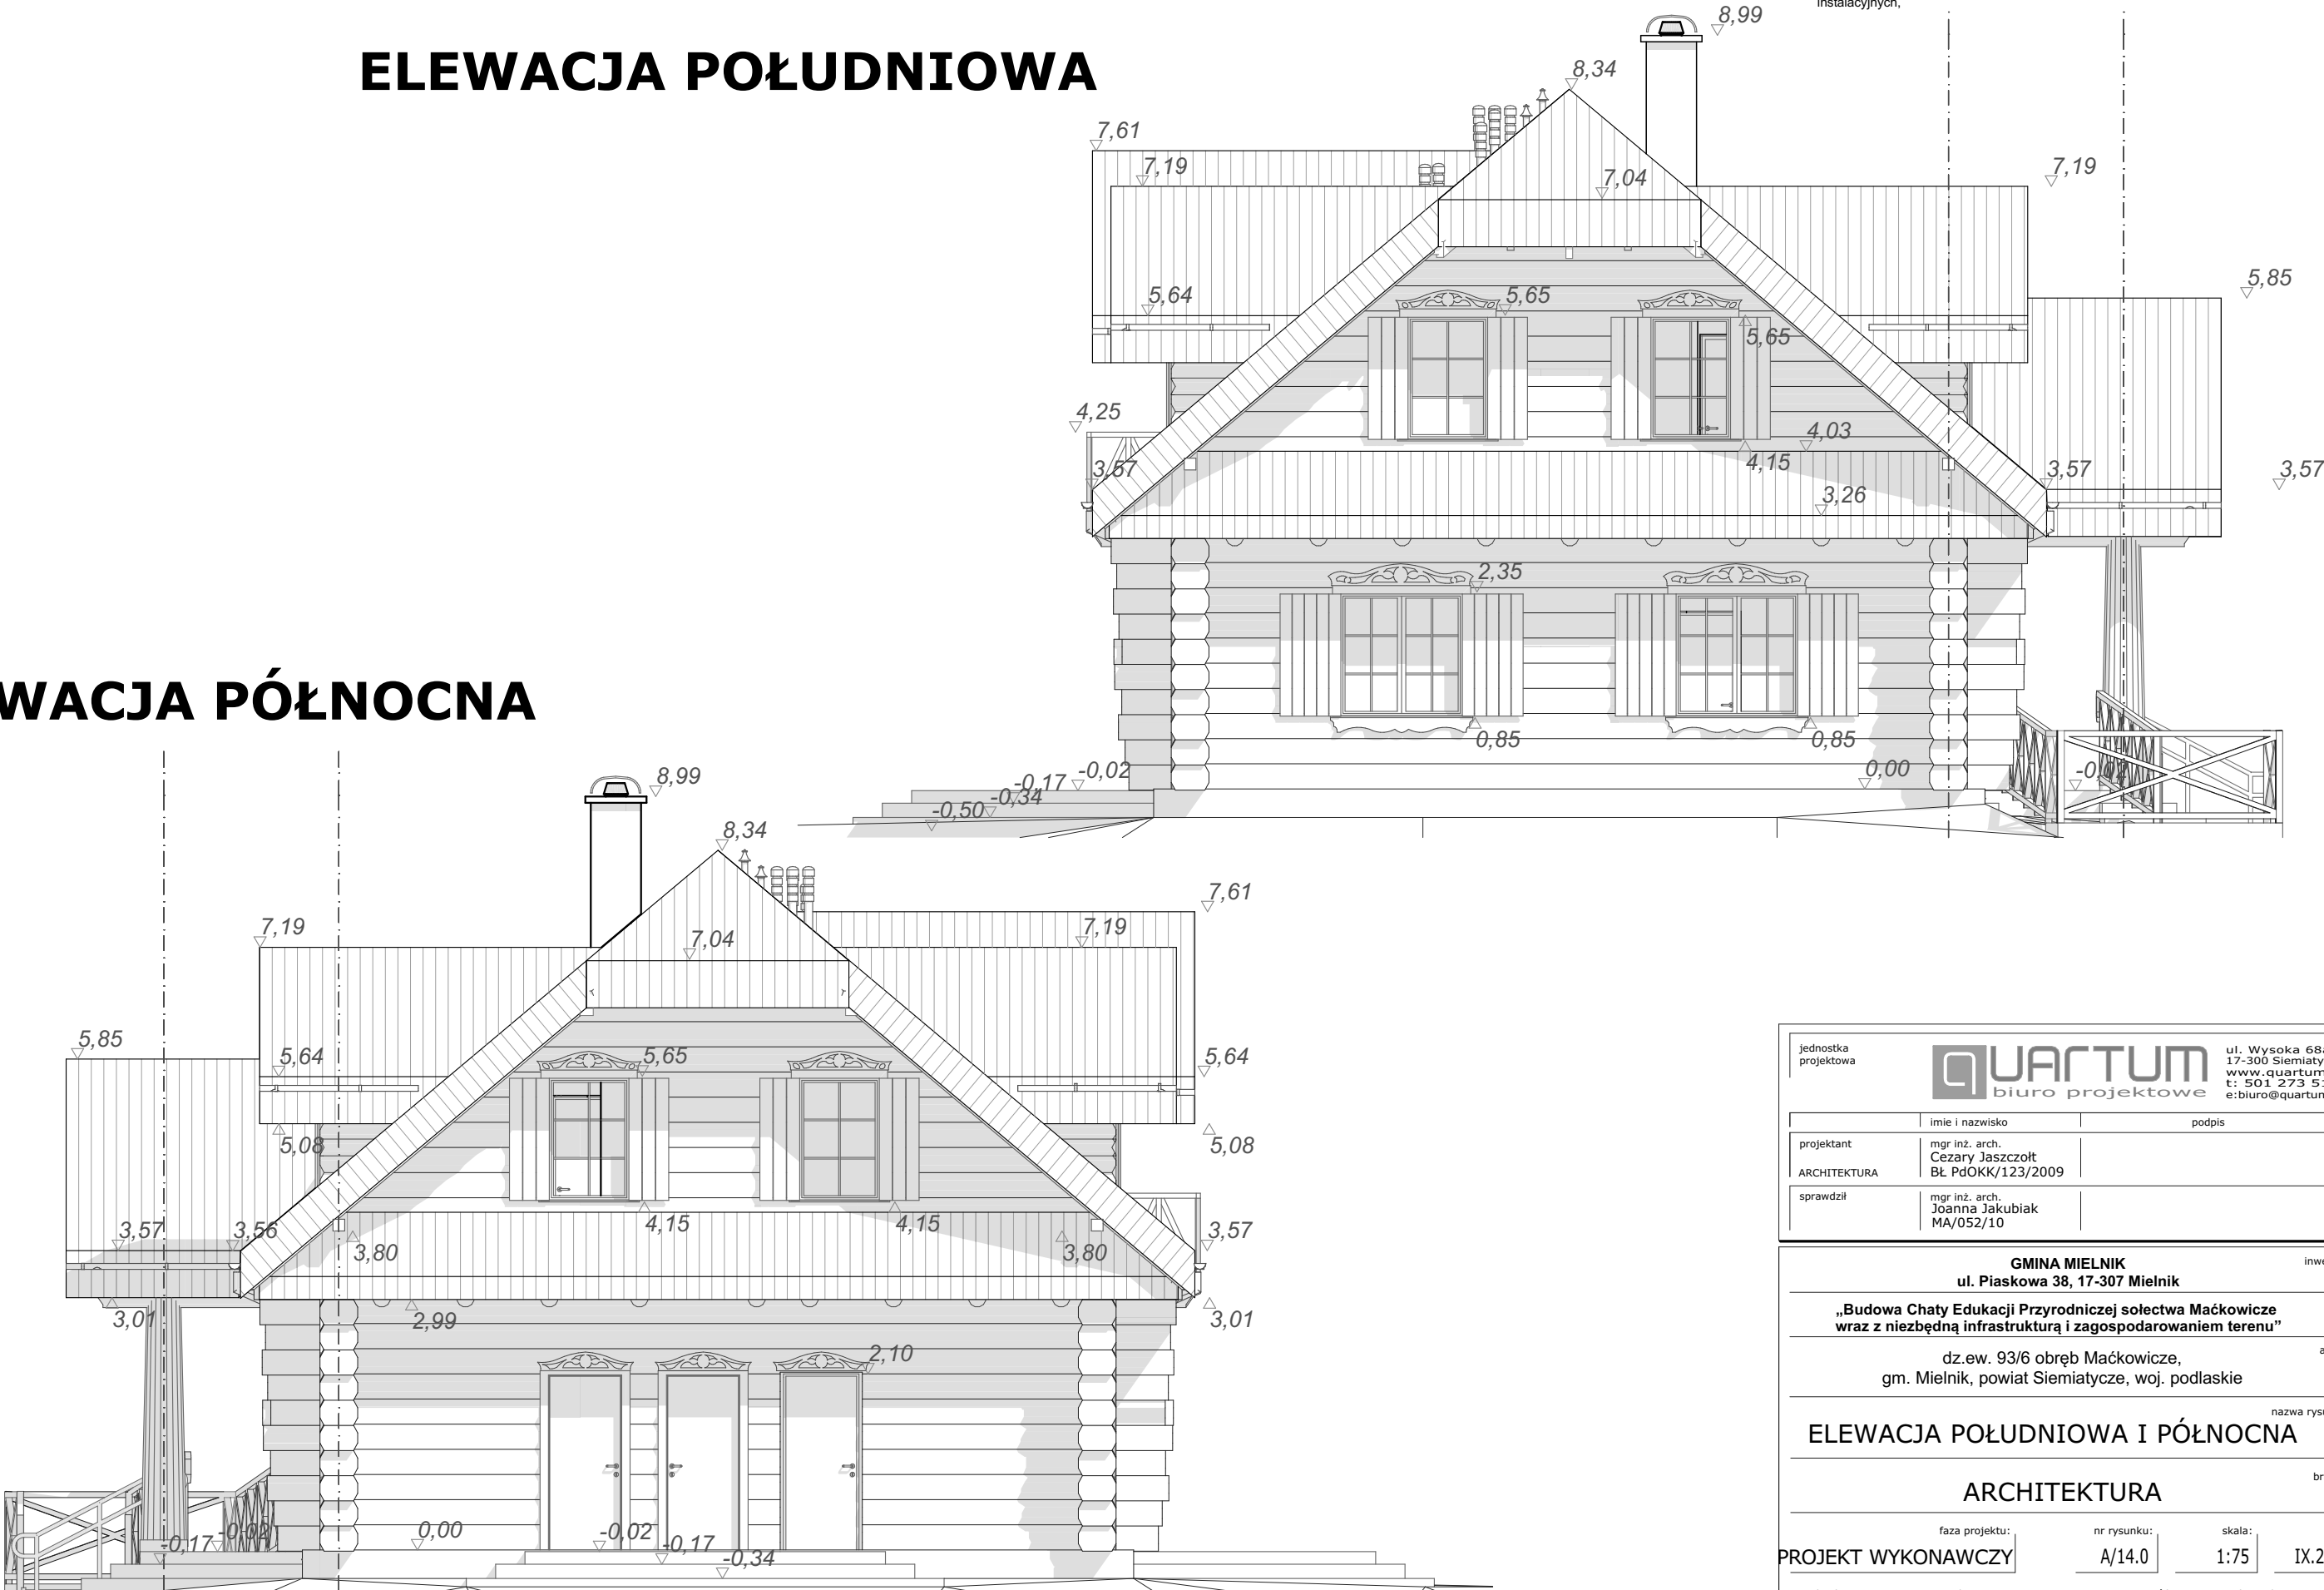 instalacyjnych,
ELEWACJA POŁUDNIOWA
8,99
8,34
7,61
7,19
7,04
7,19
5,85
5,64
5,65
5,65
4,25
4,03
4,15
3,57
3,57
3,57
3,26
2,35
0,85
0,85
-0,02
-0,17
-0,34
-0,50
0,00
-0,02
WACJA PÓŁNOCNA
8,99
8,34
7,61
7,19
7,19
7,04
5,85
5,64
5,65
5,64
5,08
5,08
4,15
4,15
3,57
3,56
3,57
3,80
3,80
3,01
2,99
3,01
2,10
0,00
-0,02
-0,17
-0,34
-0,17
-0,02
jednostka
projektowa
QUARTUM
biuro projektowe
ul. Wysoka 68
17-300 Siemiaty
www.quartum
t: 501 273 5
e:biuro@quartu
imie i nazwisko
podpis
projektant
ARCHITEKTURA
mgr inż. arch.
Cezary Jaszczołt
BŁ PdOKK/123/2009
sprawdził
mgr inż. arch.
Joanna Jakubiak
MA/052/10
GMINA MIELNIK
inw
ul. Piaskowa 38, 17-307 Mielnik
„Budowa Chaty Edukacji Przyrodniczej sołectwa Maćkowicze
wraz z niezbędną infrastrukturą i zagospodarowaniem terenu”
dz.ew. 93/6 obręb Maćkowicze,
gm. Mielnik, powiat Siemiatycze, woj. podlaskie
nazwa rys
ELEWACJA POŁUDNIOWA I PÓŁNOCNA
br
ARCHITEKTURA
faza projektu:
nr rysunku:
skala:
PROJEKT WYKONAWCZY
A/14.0
1:75
IX.2